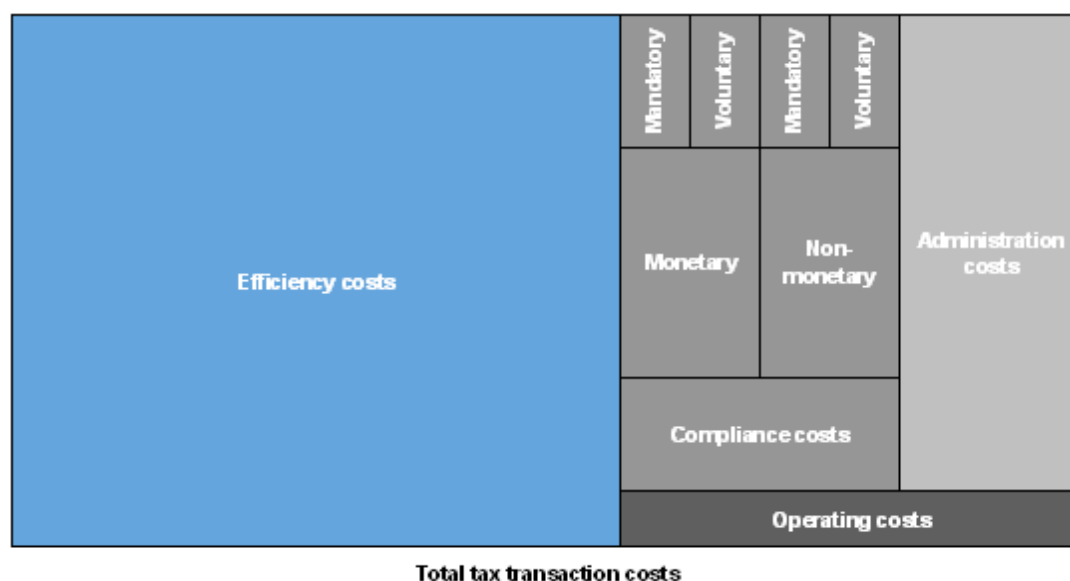 Mandatory
Voluntary
Mandatory
Voluntary
Efficiency costs
Monetary
Non-
monetary
Administration
costs
Compliance costs
Operating costs
Total tax transaction costs